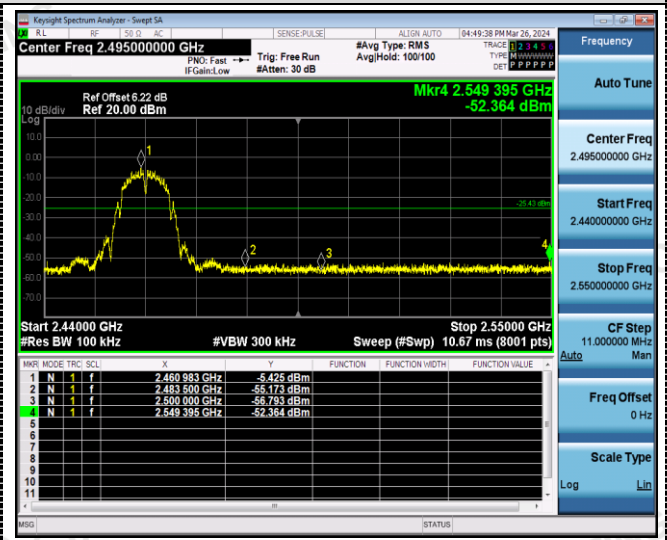 Keysight Spectrum Analyzer - Swept SA
RL RF 50 Ω AC SENSE:PULSE ALIGN AUTO 04:49:38 PM Mar 26, 2024
Center Freq 2.495000000 GHz #Avg Type: RMS TRACE 1 2 3 4 5 6
PNO: Fast Trig: Free Run Avg|Hold: 100/100 TYPE M WWWWW
IFGain:Low #Atten: 30 dB DET P P P P P P
Mkr4 2.549 395 GHz
-52.364 dBm
Ref Offset 6.22 dB
10 dB/div Ref 20.00 dBm
Log
10.0
0.00
-10.0
-20.0
-30.0
-40.0
-50.0
-60.0
-70.0
-25.43 dBm
1
2
3
4
Start 2.44000 GHz Stop 2.55000 GHz
#Res BW 100 kHz #VBW 300 kHz Sweep (#Swp) 10.67 ms (8001 pts)
MKR MODE TRC SCL X Y FUNCTION FUNCTION WIDTH FUNCTION VALUE
1 N 1 f 2.460 983 GHz -5.425 dBm
2 N 1 f 2.483 500 GHz -55.173 dBm
3 N 1 f 2.500 000 GHz -56.793 dBm
4 N 1 f 2.549 395 GHz -52.364 dBm
5
6
7
8
9
10
11
MSG STATUS
Frequency
Auto Tune
Center Freq
2.495000000 GHz
Start Freq
2.440000000 GHz
Stop Freq
2.550000000 GHz
CF Step
11.000000 MHz
Auto Man
Freq Offset
0 Hz
Scale Type
Log Lin